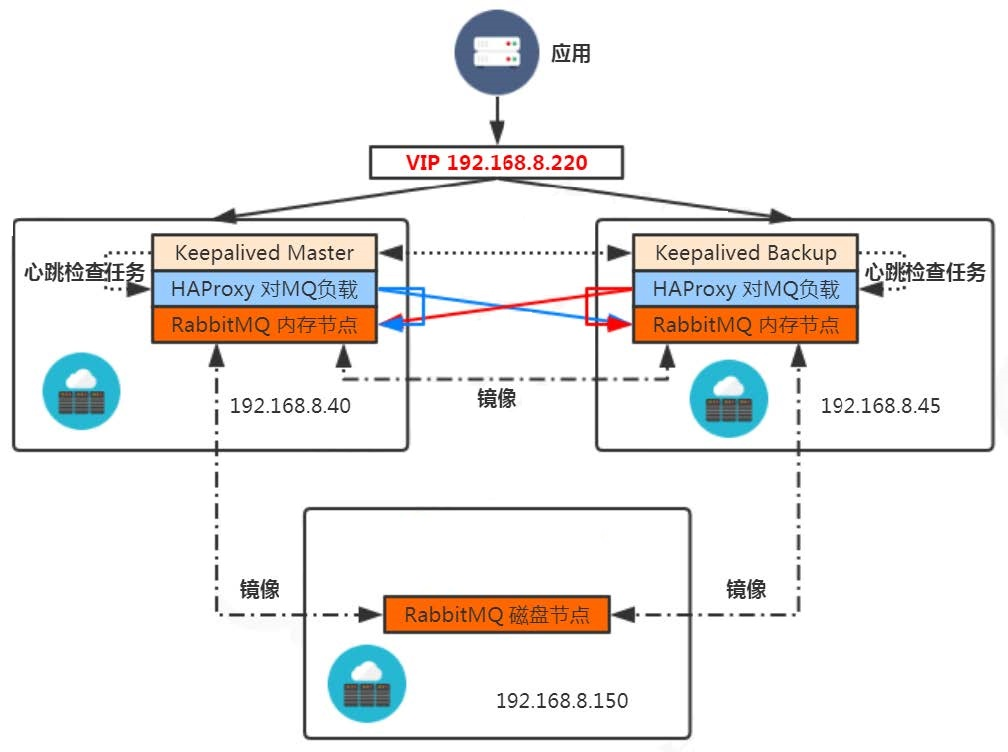 应用
VIP 192.168.8.220
Keepalived Master
Keepalived Backup
心跳检查任务
心跳检查任务
HAProxy 对MQ负载
HAProxy 对MQ负载
RabbitMQ 内存节点
RabbitMQ 内存节点
镜像
192.168.8.40
192.168.8.45
镜像
镜像
RabbitMQ 磁盘节点
192.168.8.150